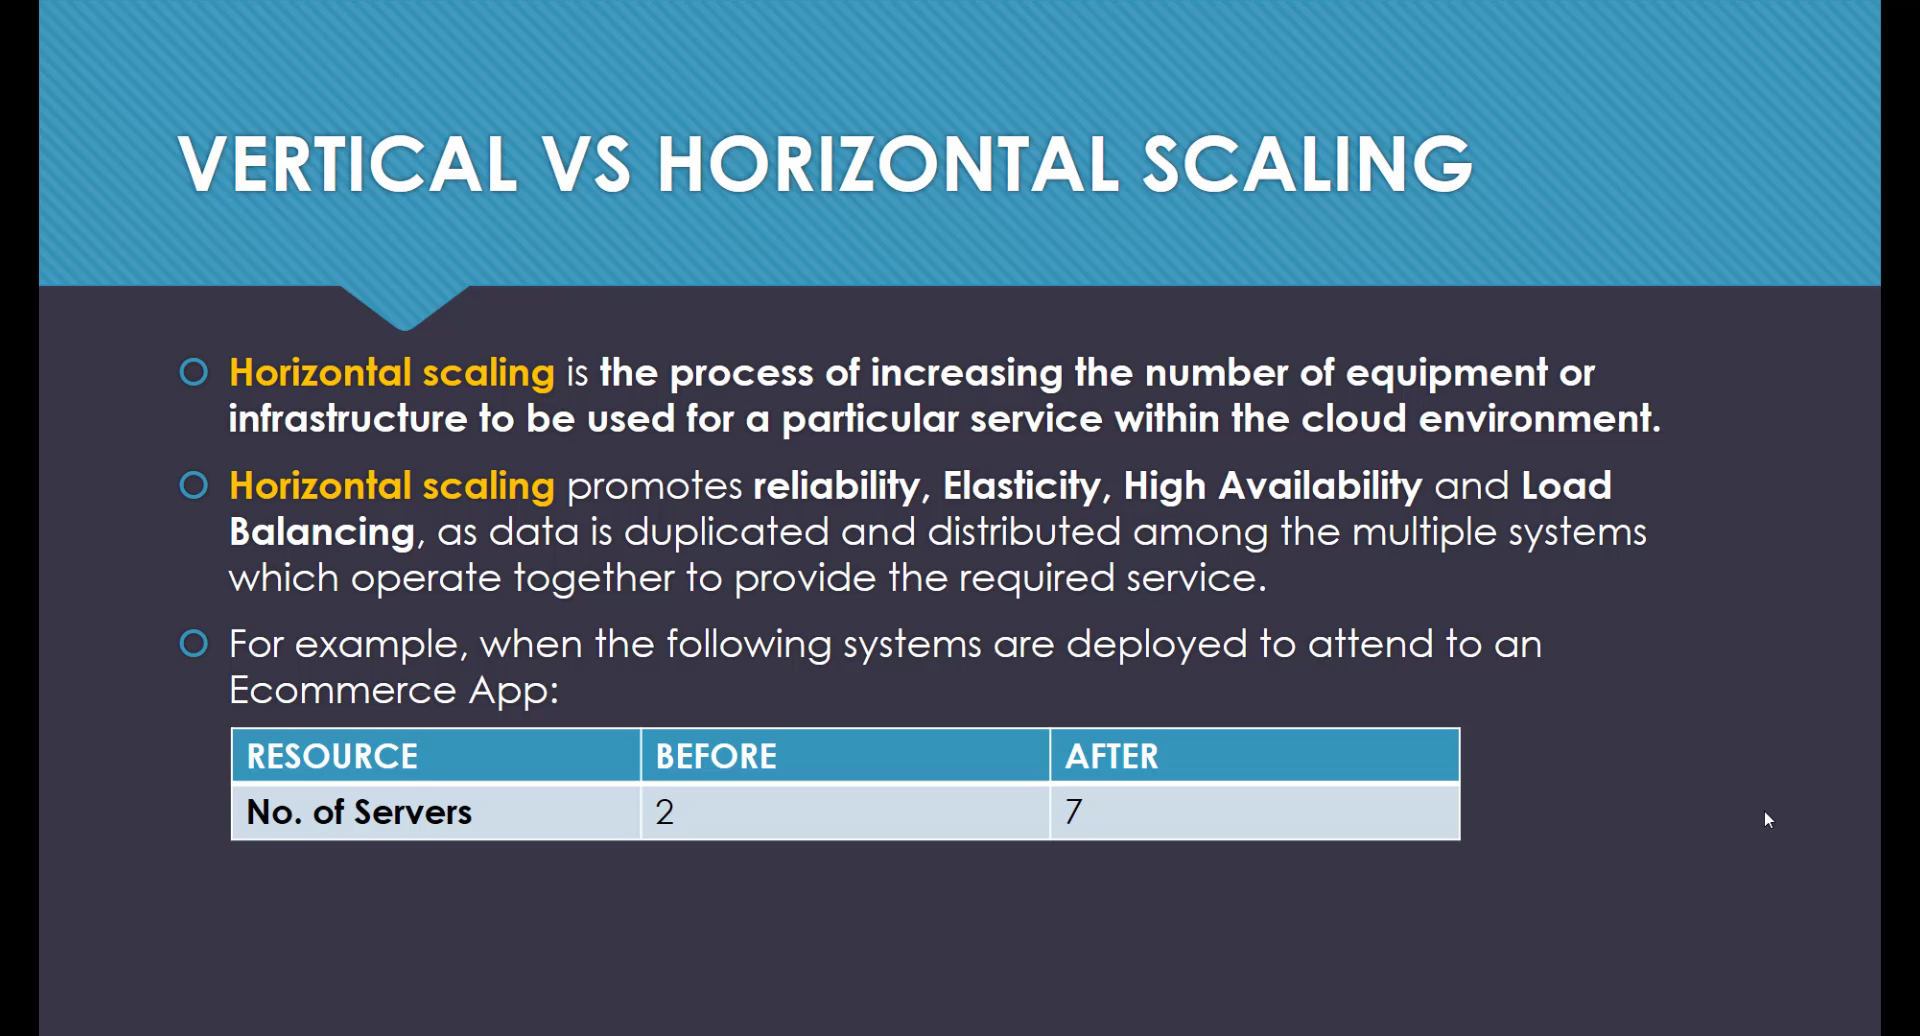 VERTICAL VS HORIZONTAL SCALING
Horizontal scaling is the process of increasing the number of equipment or
infrastructure to be used for a particular service within the cloud environment.
Horizontal scaling promotes reliability, Elasticity, High Availability and Load
Balancing, as data is duplicated and distributed among the multiple systems
which operate together to provide the required service.
For example, when the following systems are deployed to attend to an
Ecommerce App:
RESOURCE BEFORE AFTER
No. of Servers 2 7